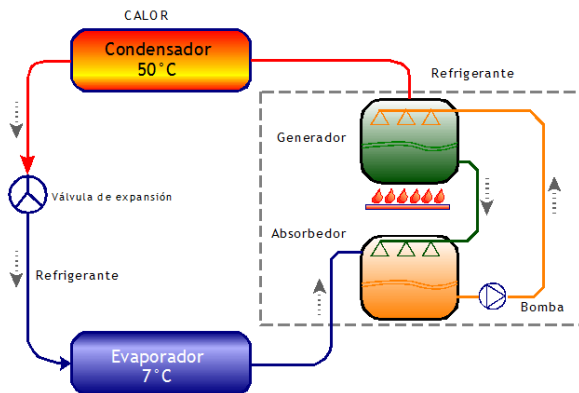 CALOR
Condensador
50°C
Refrigerante
Generador
Válvula de expansión
Absorbedor
Refrigerante
Bomba
Evaporador
7°C